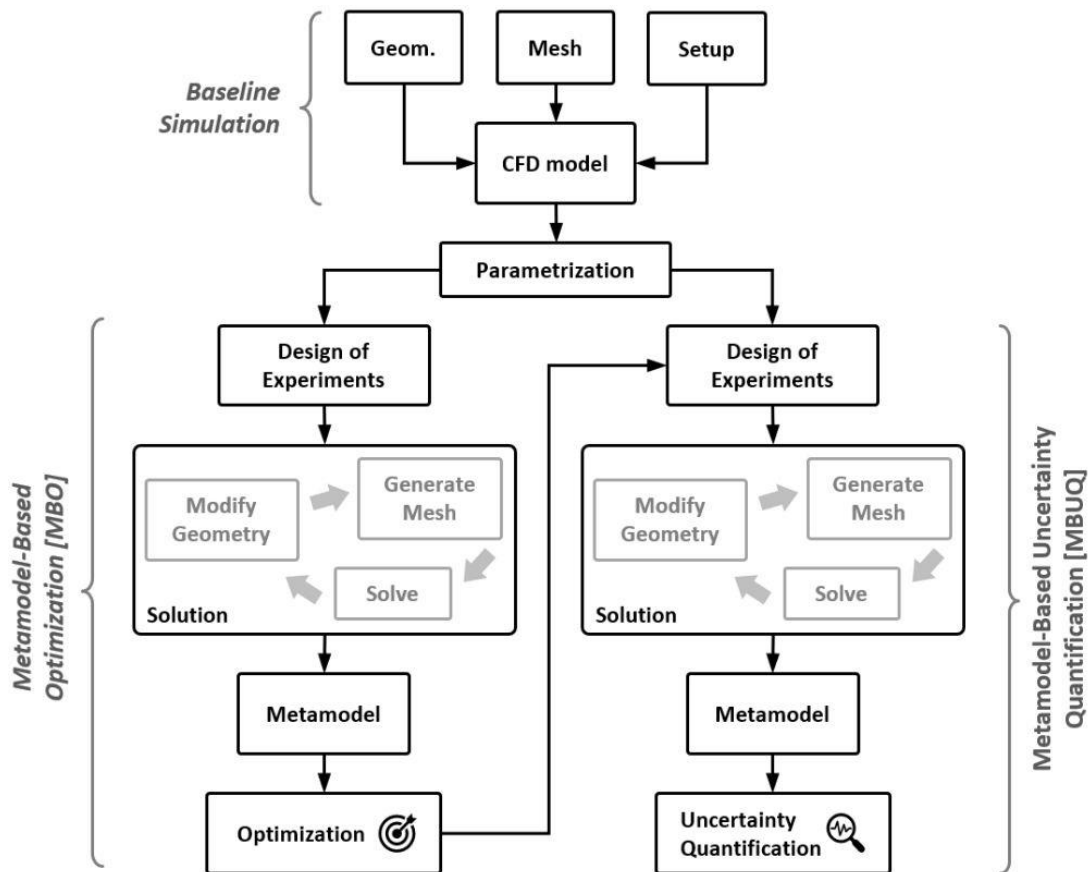 Geom.
Mesh
Setup
Baseline
Simulation
CFD model
Parametrization
Design of
Experiments
Modify
Geometry
Generate
Mesh
Solve
Solution
Metamodel
Optimization
Metamodel-Based
Optimization [MBO]
Design of
Experiments
Modify
Geometry
Generate
Mesh
Solve
Solution
Metamodel
Uncertainty
Quantification
Metamodel-Based Uncertainty
Quantification [MBUQ]